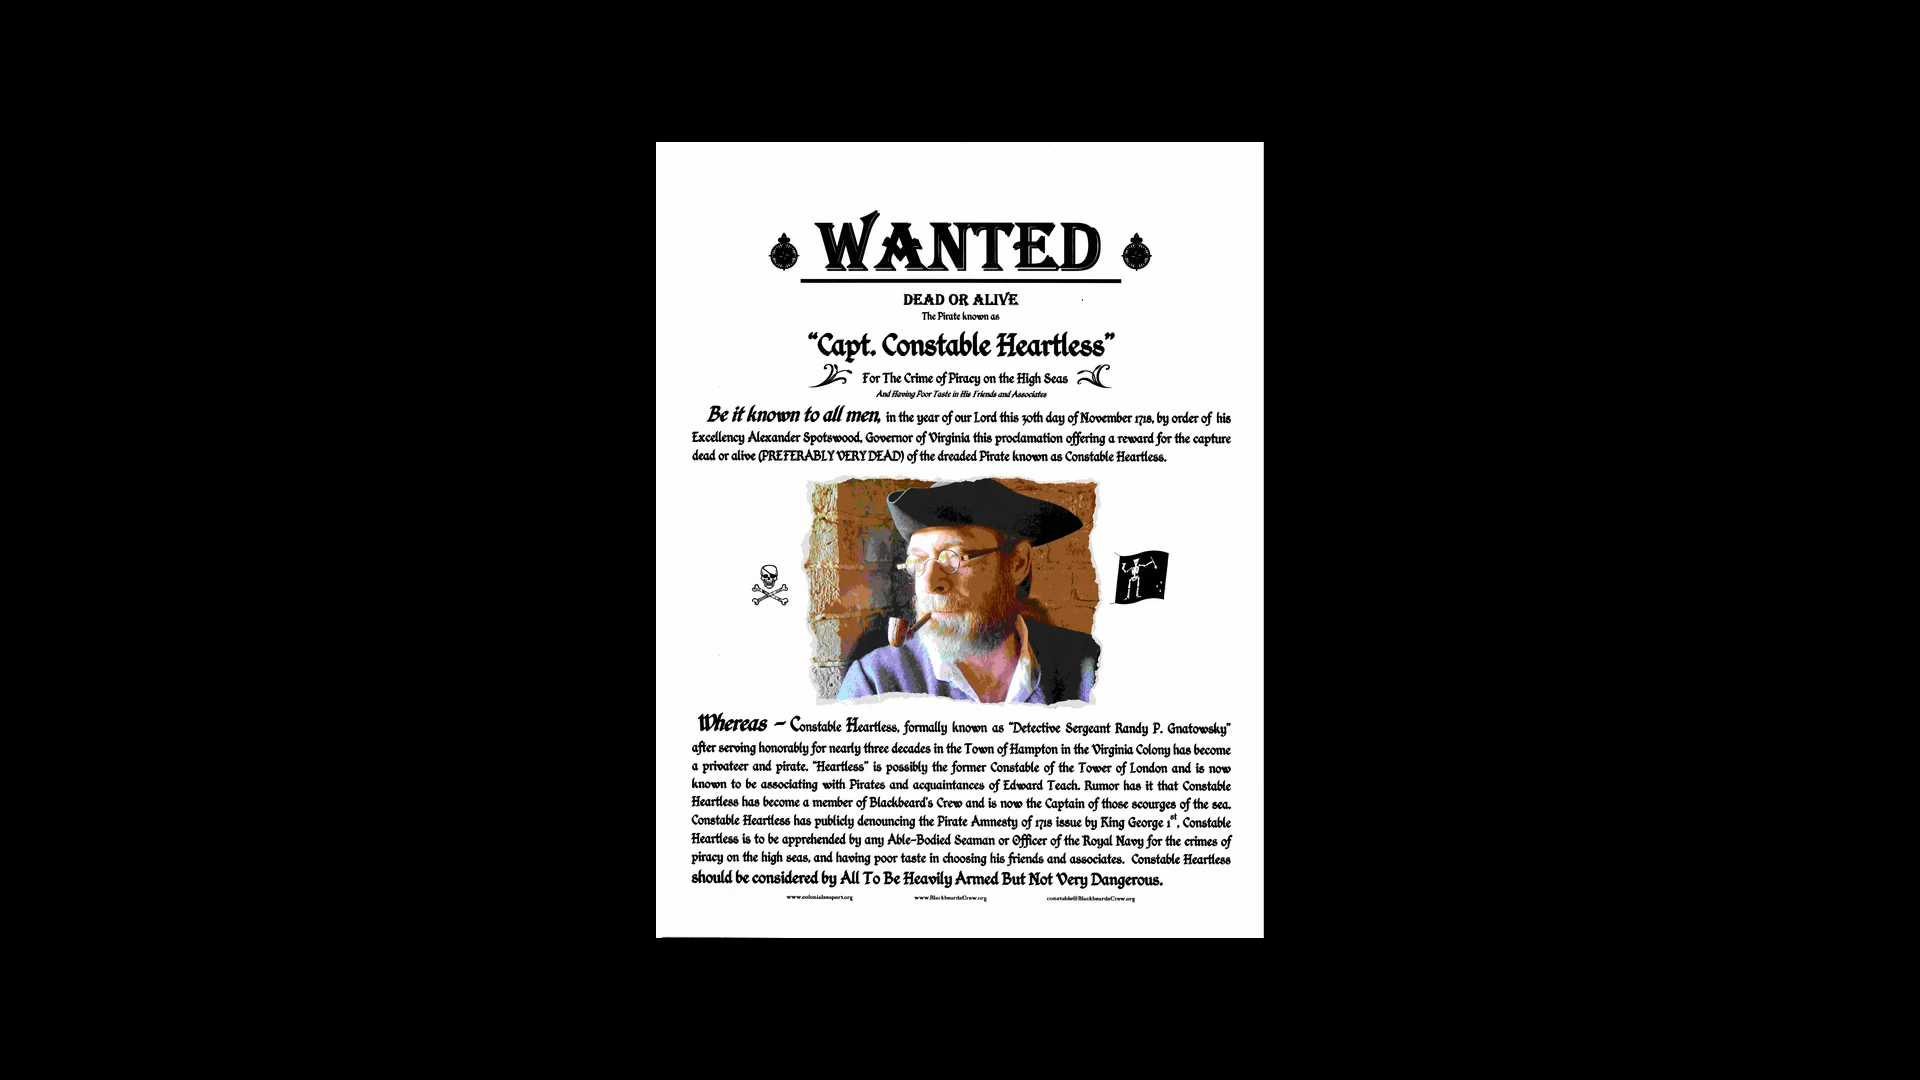 WANTED
DEAD OR ALIVE
The Pirate known as
“Capt. Constable Heartless”
For The Crime of Piracy on the High Seas
And Having Poor Taste in His Friends and Associates
Be it known to all men, in the year of our Lord this 30th day of November 1718, by order of his
Excellency Alexander Spotswood, Governor of Virginia this proclamation offering a reward for the capture
dead or alive (PREFERABLY VERY DEAD) of the dreaded Pirate known as Constable Heartless.
Whereas – Constable Heartless, formally known as “Detective Sergeant Randy P. Gnatowsky”
after serving honorably for nearly three decades in the Town of Hampton in the Virginia Colony has become
a privateer and pirate. “Heartless” is possibly the former Constable of the Tower of London and is now
known to be associating with Pirates and acquaintances of Edward Teach. Rumor has it that Constable
Heartless has become a member of Blackbeard's Crew and is now the Captain of those scourges of the sea.
Constable Heartless has publicly denouncing the Pirate Amnesty of 1718 issue by King George 1st, Constable
Heartless is to be apprehended by any Able-Bodied Seaman or Officer of the Royal Navy for the crimes of
piracy on the high seas, and having poor taste in choosing his friends and associates. Constable Heartless
should be considered by All To Be Heavily Armed But Not Very Dangerous.
www.colonialseaport.org www.BlackbeardsCrew.org constable@BlackbeardsCrew.org